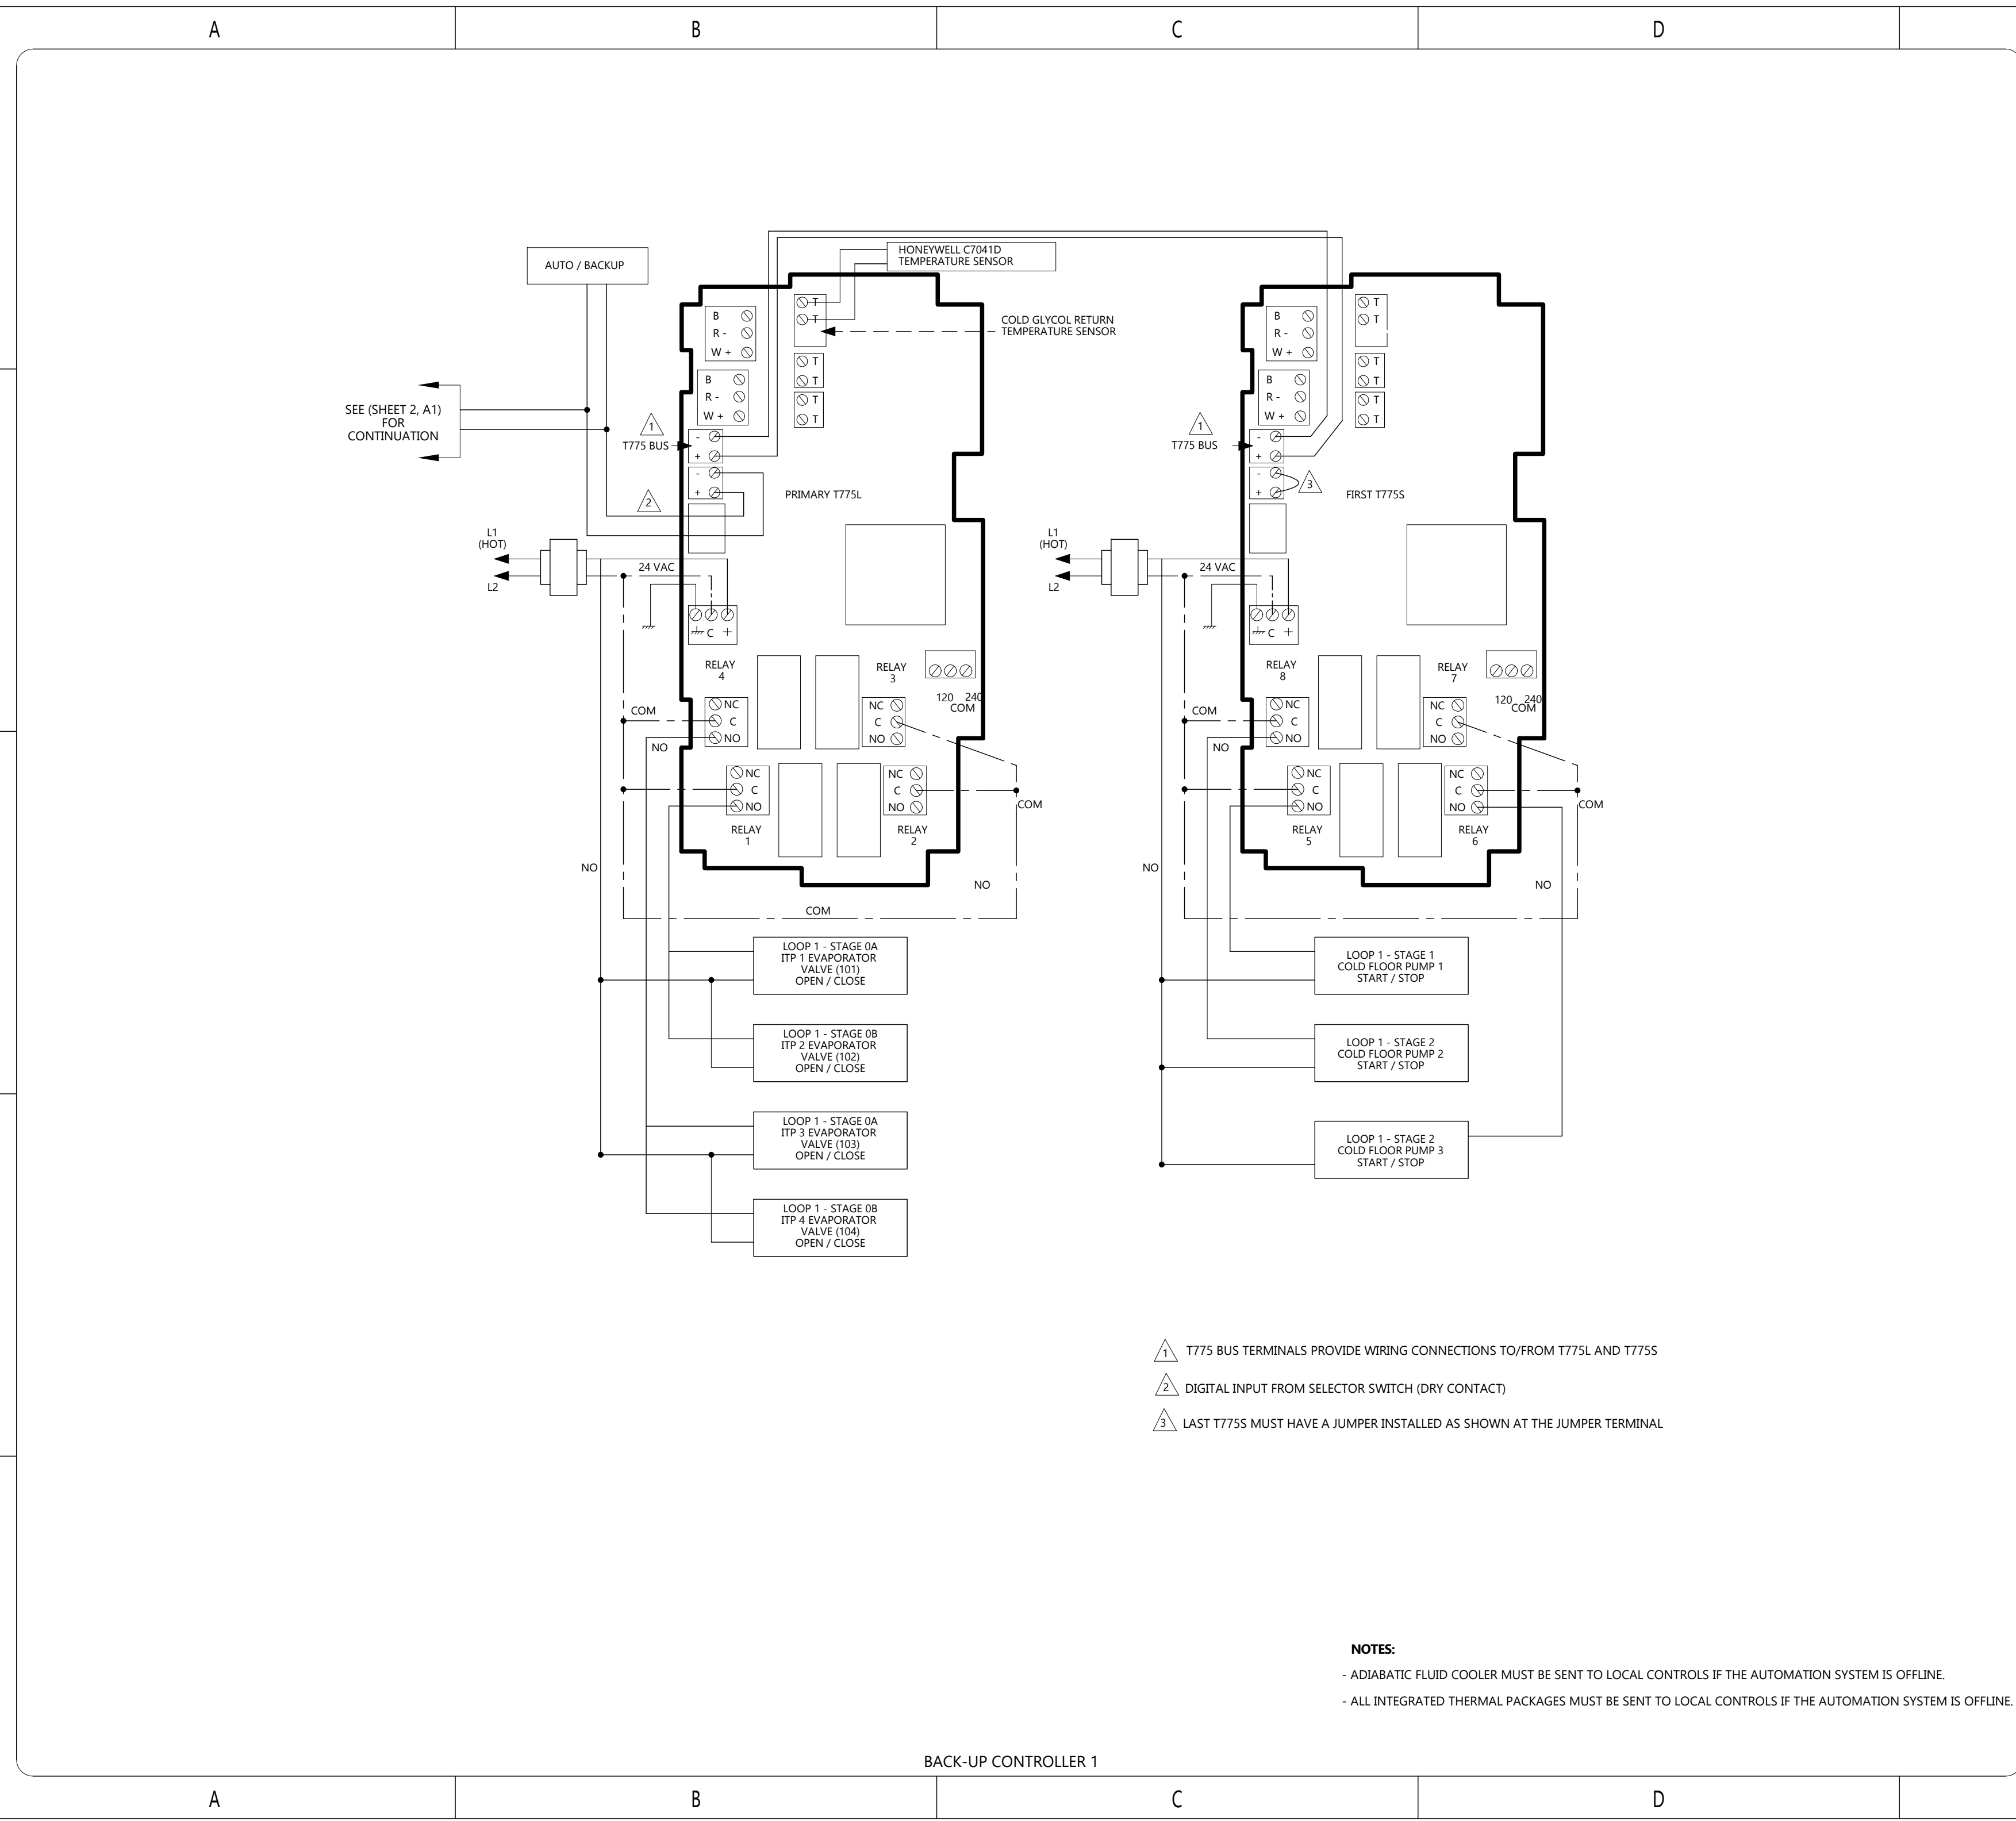 A
B
C
D
AUTO / BACKUP
HONEYWELL C7041D
TEMPERATURE SENSOR
COLD GLYCOL RETURN
TEMPERATURE SENSOR
SEE (SHEET 2, A1)
FOR
CONTINUATION
B
R -
W +
B
R -
W +
T
T
T
T
T
T
1
T775 BUS
-
+
-
+
2
PRIMARY T775L
L1
(HOT)
L2
24 VAC
C
RELAY
4
RELAY
3
120 240
COM
COM
NC
C
NO
NC
C
NO
NO
NC
C
NO
NC
C
NO
COM
RELAY
1
RELAY
2
NO
NO
COM
LOOP 1 - STAGE 0A
ITP 1 EVAPORATOR
VALVE (101)
OPEN / CLOSE
LOOP 1 - STAGE 0B
ITP 2 EVAPORATOR
VALVE (102)
OPEN / CLOSE
LOOP 1 - STAGE 0A
ITP 3 EVAPORATOR
VALVE (103)
OPEN / CLOSE
LOOP 1 - STAGE 0B
ITP 4 EVAPORATOR
VALVE (104)
OPEN / CLOSE
B
R -
W +
B
R -
W +
T
T
T
T
T
T
1
T775 BUS
-
+
-
+
3
FIRST T775S
L1
(HOT)
L2
24 VAC
C
RELAY
8
RELAY
7
120 240
COM
COM
NC
C
NO
NC
C
NO
NO
NC
C
NO
NC
C
NO
COM
RELAY
5
RELAY
6
NO
NO
LOOP 1 - STAGE 1
COLD FLOOR PUMP 1
START / STOP
LOOP 1 - STAGE 2
COLD FLOOR PUMP 2
START / STOP
LOOP 1 - STAGE 2
COLD FLOOR PUMP 3
START / STOP
1 T775 BUS TERMINALS PROVIDE WIRING CONNECTIONS TO/FROM T775L AND T775S
2 DIGITAL INPUT FROM SELECTOR SWITCH (DRY CONTACT)
3 LAST T775S MUST HAVE A JUMPER INSTALLED AS SHOWN AT THE JUMPER TERMINAL
NOTES:
- ADIABATIC FLUID COOLER MUST BE SENT TO LOCAL CONTROLS IF THE AUTOMATION SYSTEM IS OFFLINE.
- ALL INTEGRATED THERMAL PACKAGES MUST BE SENT TO LOCAL CONTROLS IF THE AUTOMATION SYSTEM IS OFFLINE.
BACK-UP CONTROLLER 1
A
B
C
D